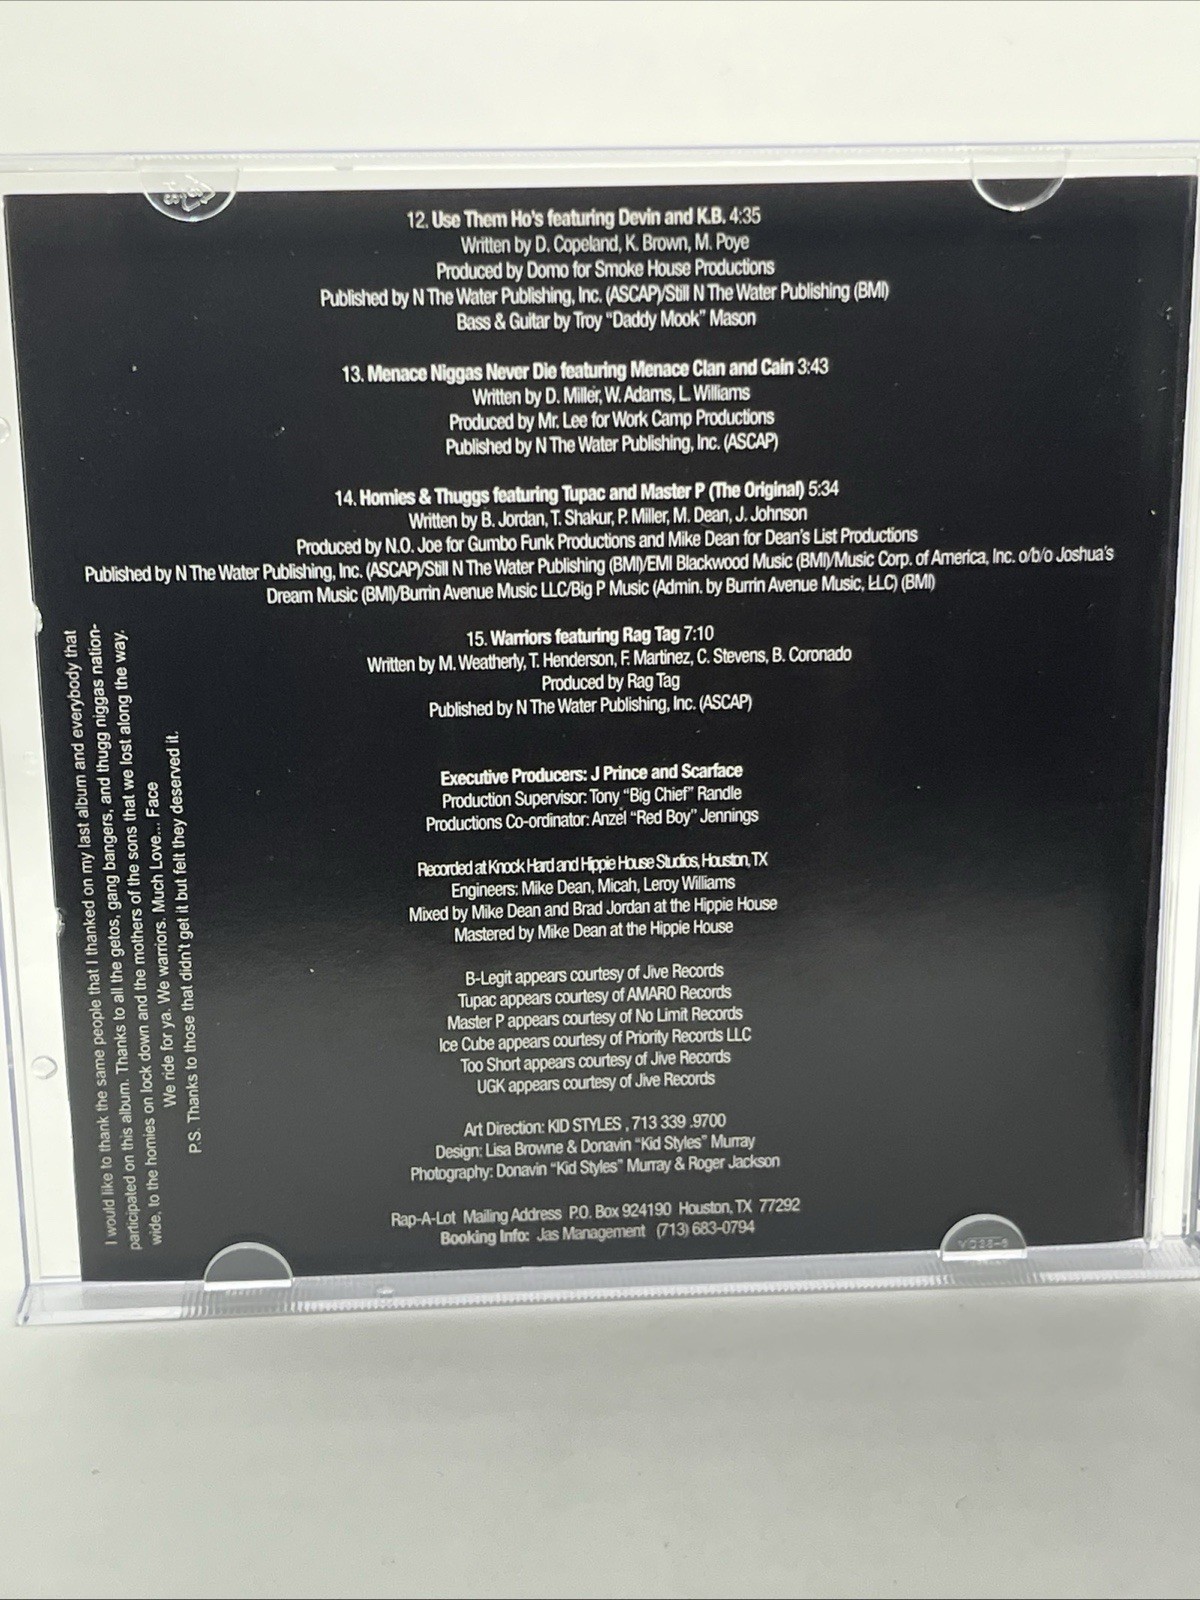 12. Use Them Ho's featuring Devin and K.B. 4:35
Written by D. Copeland, K. Brown, M. Poye
Produced by Domo for Smoke House Productions
Published by N The Water Publishing, Inc. (ASCAP)/Still N The Water Publishing (BMI)
Bass & Guitar by Troy "Daddy Mook" Mason
13. Menace Niggas Never Die featuring Menace Clan and Cain 3:43
Written by D. Miller, W. Adams, L. Williams
Produced by Mr. Lee for Work Camp Productions
Published by N The Water Publishing, Inc. (ASCAP)
14. Homies & Thuggs featuring Tupac and Master P (The Original) 5:34
Written by B. Jordan, T. Shakur, P. Miller, M. Dean, J. Johnson
Produced by N.O. Joe for Gumbo Funk Productions and Mike Dean for Dean's List Productions
Published by N The Water Publishing, Inc. (ASCAP)/Still N The Water Publishing (BMI)/EMI Blackwood Music (BMI)/Music Corp. of America, Inc. o/b/o Joshua's
Dream Music (BMI)/Burrin Avenue Music LLC/Big P Music (Admin. by Burrin Avenue Music, LLC) (BMI)
15. Warriors featuring Rag Tag 7:10
Written by M. Weatherly, T. Henderson, F. Martinez, C. Stevens, B. Coronado
Produced by Rag Tag
Published by N The Water Publishing, Inc. (ASCAP)
Executive Producers: J Prince and Scarface
Production Supervisor: Tony "Big Chief" Randle
Productions Co-ordinator: Anzel "Red Boy" Jennings
Recorded at Knock Hard and Hippie House Studios, Houston, TX
Engineers: Mike Dean, Micah, Leroy Williams
Mixed by Mike Dean and Brad Jordan at the Hippie House
Mastered by Mike Dean at the Hippie House
B-Legit appears courtesy of Jive Records
Tupac appears courtesy of AMARO Records
Master P appears courtesy of No Limit Records
Ice Cube appears courtesy of Priority Records LLC
Too Short appears courtesy of Jive Records
UGK appears courtesy of Jive Records
Art Direction: KID STYLES , 713 339 .9700
Design: Lisa Browne & Donavin "Kid Styles" Murray
Photography: Donavin "Kid Styles" Murray & Roger Jackson
Rap-A-Lot Mailing Address P.O. Box 924190 Houston, TX 77292
Booking Info: Jas Management (713) 683-0794
I would like to thank the same people that I thanked on my last album and everybody that
participated on this album. Thanks to all the getos, gang bangers, and thugg niggas nation-
wide, to the homies on lock down and the mothers of the sons that we lost along the way.
We ride for ya. We warriors. Much Love... Face
P.S. Thanks to those that didn't get it but felt they deserved it.